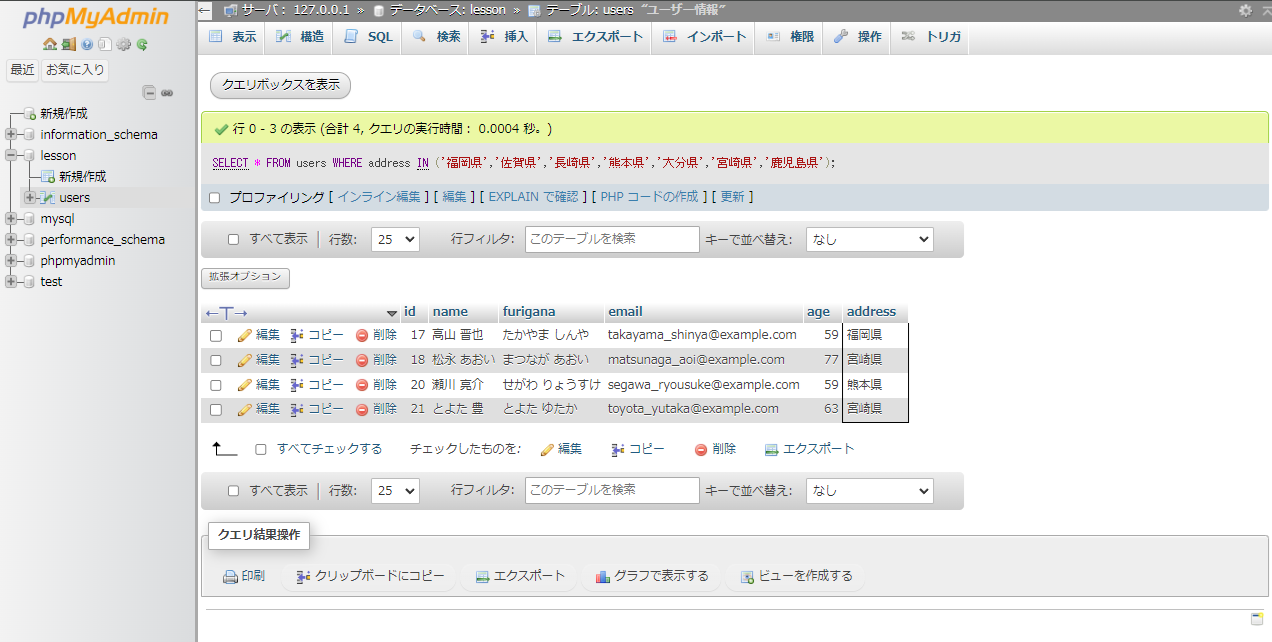 phpMyAdmin
最近 お気に入り
新規作成
information_schema
lesson
新規作成
users
mysql
performance_schema
phpmyadmin
test
サーバ: 127.0.0.1 » データベース: lesson » テーブル: users "ユーザー情報"
表示 構造 SQL 検索 挿入 エクスポート インポート 権限 操作 トリガ
クエリボックスを表示
行 0 - 3 の表示 (合計 4, クエリの実行時間: 0.0004 秒。)
SELECT * FROM users WHERE address IN ('福岡県','佐賀県','長崎県','熊本県','大分県','宮崎県','鹿児島県');
プロファイリング [ インライン編集 ] [ 編集 ] [ EXPLAIN で確認 ] [ PHP コードの作成 ] [ 更新 ]
すべて表示 行数: 25 行フィルタ: このテーブルを検索 キーで並べ替え: なし
拡張オプション
←T→ id name furigana email age address
編集 コピー 削除 17 高山 晋也 たかやま しんや takayama_shinya@example.com 59 福岡県
編集 コピー 削除 18 松永 あおい まつなが あおい matsunaga_aoi@example.com 77 宮崎県
編集 コピー 削除 20 瀬川 亮介 せがわ りょうすけ segawa_ryousuke@example.com 59 熊本県
編集 コピー 削除 21 とよた 豊 とよた ゆたか toyota_yutaka@example.com 63 宮崎県
すべてチェックする チェックしたものを: 編集 コピー 削除 エクスポート
すべて表示 行数: 25 行フィルタ: このテーブルを検索 キーで並べ替え: なし
クエリ結果操作
印刷 クリップボードにコピー エクスポート グラフで表示する ビューを作成する